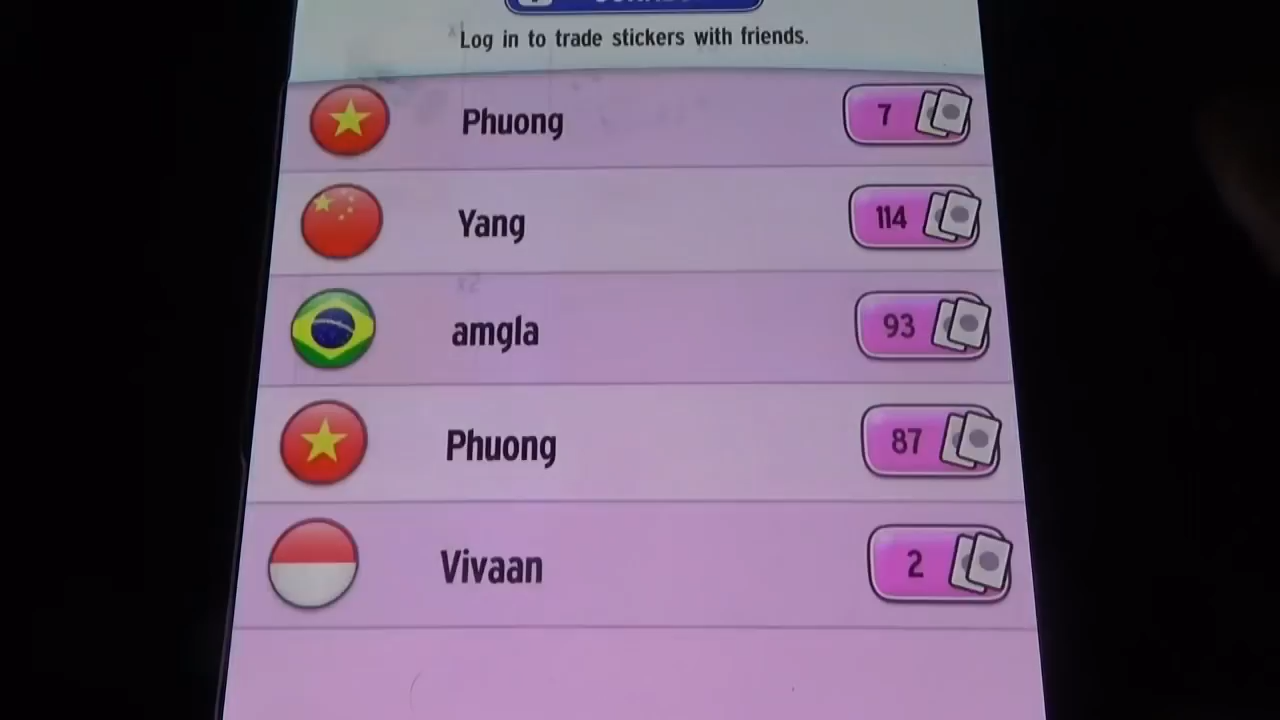 Log in to trade stickers with friends.
Phuong 7
Yang 114
amgla 93
Phuong 87
Vivaan 2